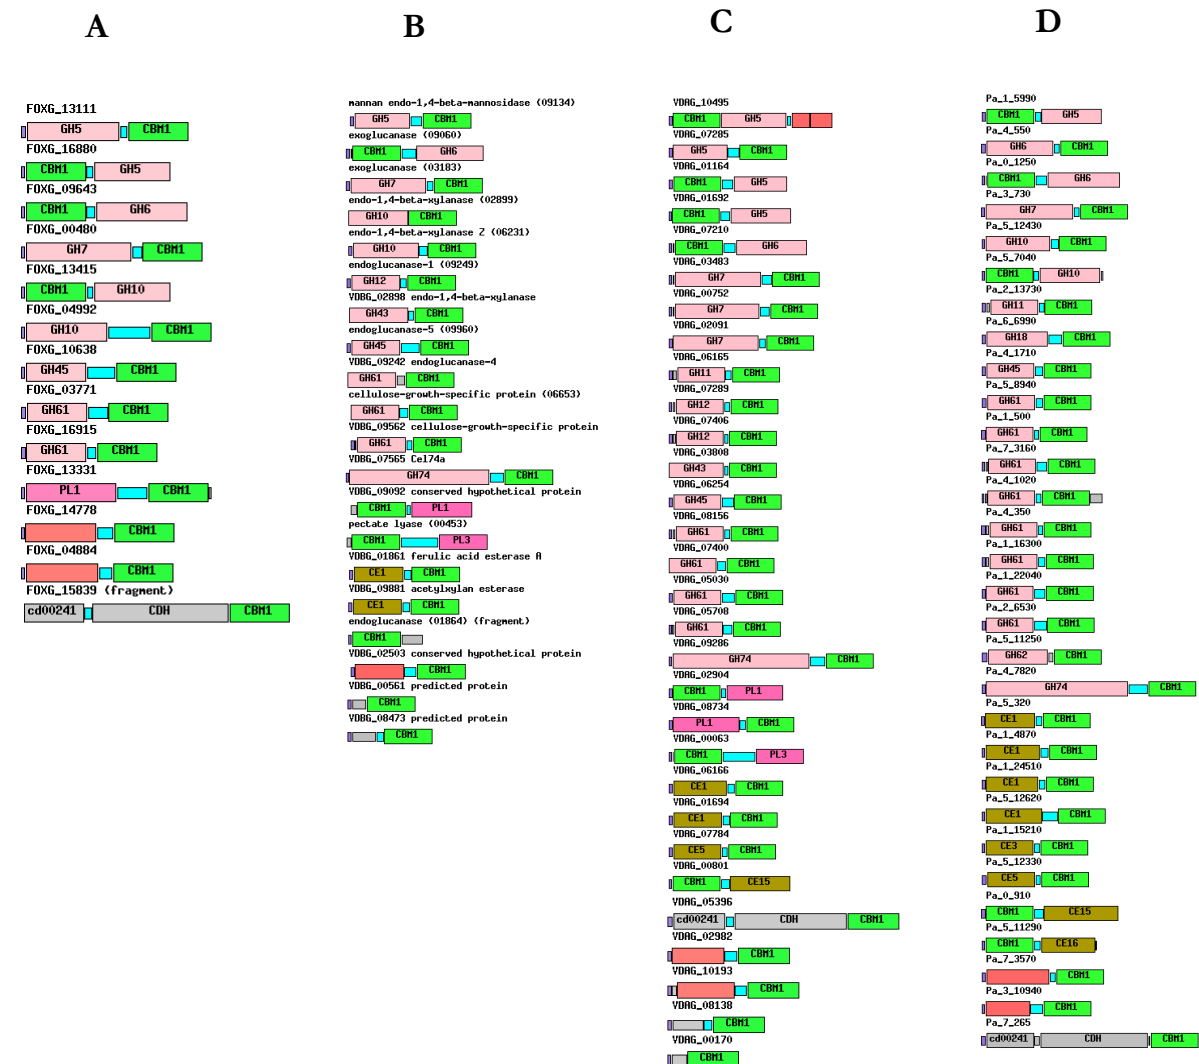 A
FOXG_13111
GH5 CBM1
FOXG_16880
CBM1 GH5
FOXG_09643
CBM1 GH6
FOXG_00480
GH7 CBM1
FOXG_13415
CBM1 GH10
FOXG_04992
GH10 CBM1
FOXG_10638
GH45 CBM1
FOXG_03771
GH61 CBM1
FOXG_16915
GH61 CBM1
FOXG_13331
PL1 CBM1
FOXG_14778
CBM1
FOXG_04884
CBM1
FOXG_15839 (fragment)
cd00241 CDH CBM1
B
mannan endo-1,4-beta-mannosidase (09134)
GH5 CBM1
exoglucanase (09060)
CBM1 GH6
exoglucanase (03183)
GH7 CBM1
endo-1,4-beta-xylanase (02899)
GH10 CBM1
endo-1,4-beta-xylanase Z (06231)
GH10 CBM1
endoglucanase-1 (09249)
GH12 CBM1
VDBG_02898 endo-1,4-beta-xylanase
GH43 CBM1
endoglucanase-5 (09960)
GH45 CBM1
VDBG_09242 endoglucanase-4
GH61 CBM1
cellulose-growth-specific protein (06653)
GH61 CBM1
VDBG_09562 cellulose-growth-specific protein
GH61 CBM1
VDBG_07565 Cel74a
GH74 CBM1
VDBG_09092 conserved hypothetical protein
CBM1 PL1
pectate lyase (00453)
CBM1 PL3
VDBG_01861 ferulic acid esterase A
CE1 CBM1
VDBG_09881 acetylxylan esterase
CE1 CBM1
endoglucanase (01864) (fragment)
CBM1
VDBG_02503 conserved hypothetical protein
CBM1
VDBG_00561 predicted protein
CBM1
VDBG_08473 predicted protein
CBM1
C
VDAG_10495
CBM1 GH5
VDAG_07285
GH5 CBM1
VDAG_01164
CBM1 GH5
VDAG_01692
CBM1 GH5
VDAG_07210
CBM1 GH6
VDAG_03483
GH7 CBM1
VDAG_00752
GH7 CBM1
VDAG_02091
GH7 CBM1
VDAG_06165
GH11 CBM1
VDAG_07289
GH12 CBM1
VDAG_07406
GH12 CBM1
VDAG_03808
GH43 CBM1
VDAG_06254
GH45 CBM1
VDAG_08156
GH61 CBM1
VDAG_07400
GH61 CBM1
VDAG_05030
GH61 CBM1
VDAG_05708
GH61 CBM1
VDAG_09286
GH74 CBM1
VDAG_02904
CBM1 PL1
VDAG_08734
PL1 CBM1
VDAG_00063
CBM1 PL3
VDAG_06166
CE1 CBM1
VDAG_01694
CE1 CBM1
VDAG_07784
CE5 CBM1
VDAG_00801
CBM1 CE15
VDAG_05396
cd00241 CDH CBM1
VDAG_02982
CBM1
VDAG_10193
CBM1
VDAG_08138
CBM1
VDAG_00170
CBM1
D
Pa_1_5990
CBM1 GH5
Pa_4_550
GH6 CBM1
Pa_0_1250
CBM1 GH6
Pa_3_730
GH7 CBM1
Pa_5_12430
GH10 CBM1
Pa_5_7040
CBM1 GH10
Pa_2_13730
GH11 CBM1
Pa_6_6990
GH18 CBM1
Pa_4_1710
GH45 CBM1
Pa_5_8940
GH61 CBM1
Pa_1_500
GH61 CBM1
Pa_7_3160
GH61 CBM1
Pa_4_1020
GH61 CBM1
Pa_4_350
GH61 CBM1
Pa_1_16300
GH61 CBM1
Pa_1_22040
GH61 CBM1
Pa_2_6530
GH61 CBM1
Pa_5_11250
GH62 CBM1
Pa_4_7820
GH74 CBM1
Pa_5_320
CE1 CBM1
Pa_1_4870
CE1 CBM1
Pa_1_24510
CE1 CBM1
Pa_5_12620
CE1 CBM1
Pa_1_15210
CE3 CBM1
Pa_5_12330
CE5 CBM1
Pa_0_910
CBM1 CE15
Pa_5_11290
CBM1 CE16
Pa_7_3570
CBM1
Pa_3_10940
CBM1
Pa_7_265
cd00241 CDH CBM1